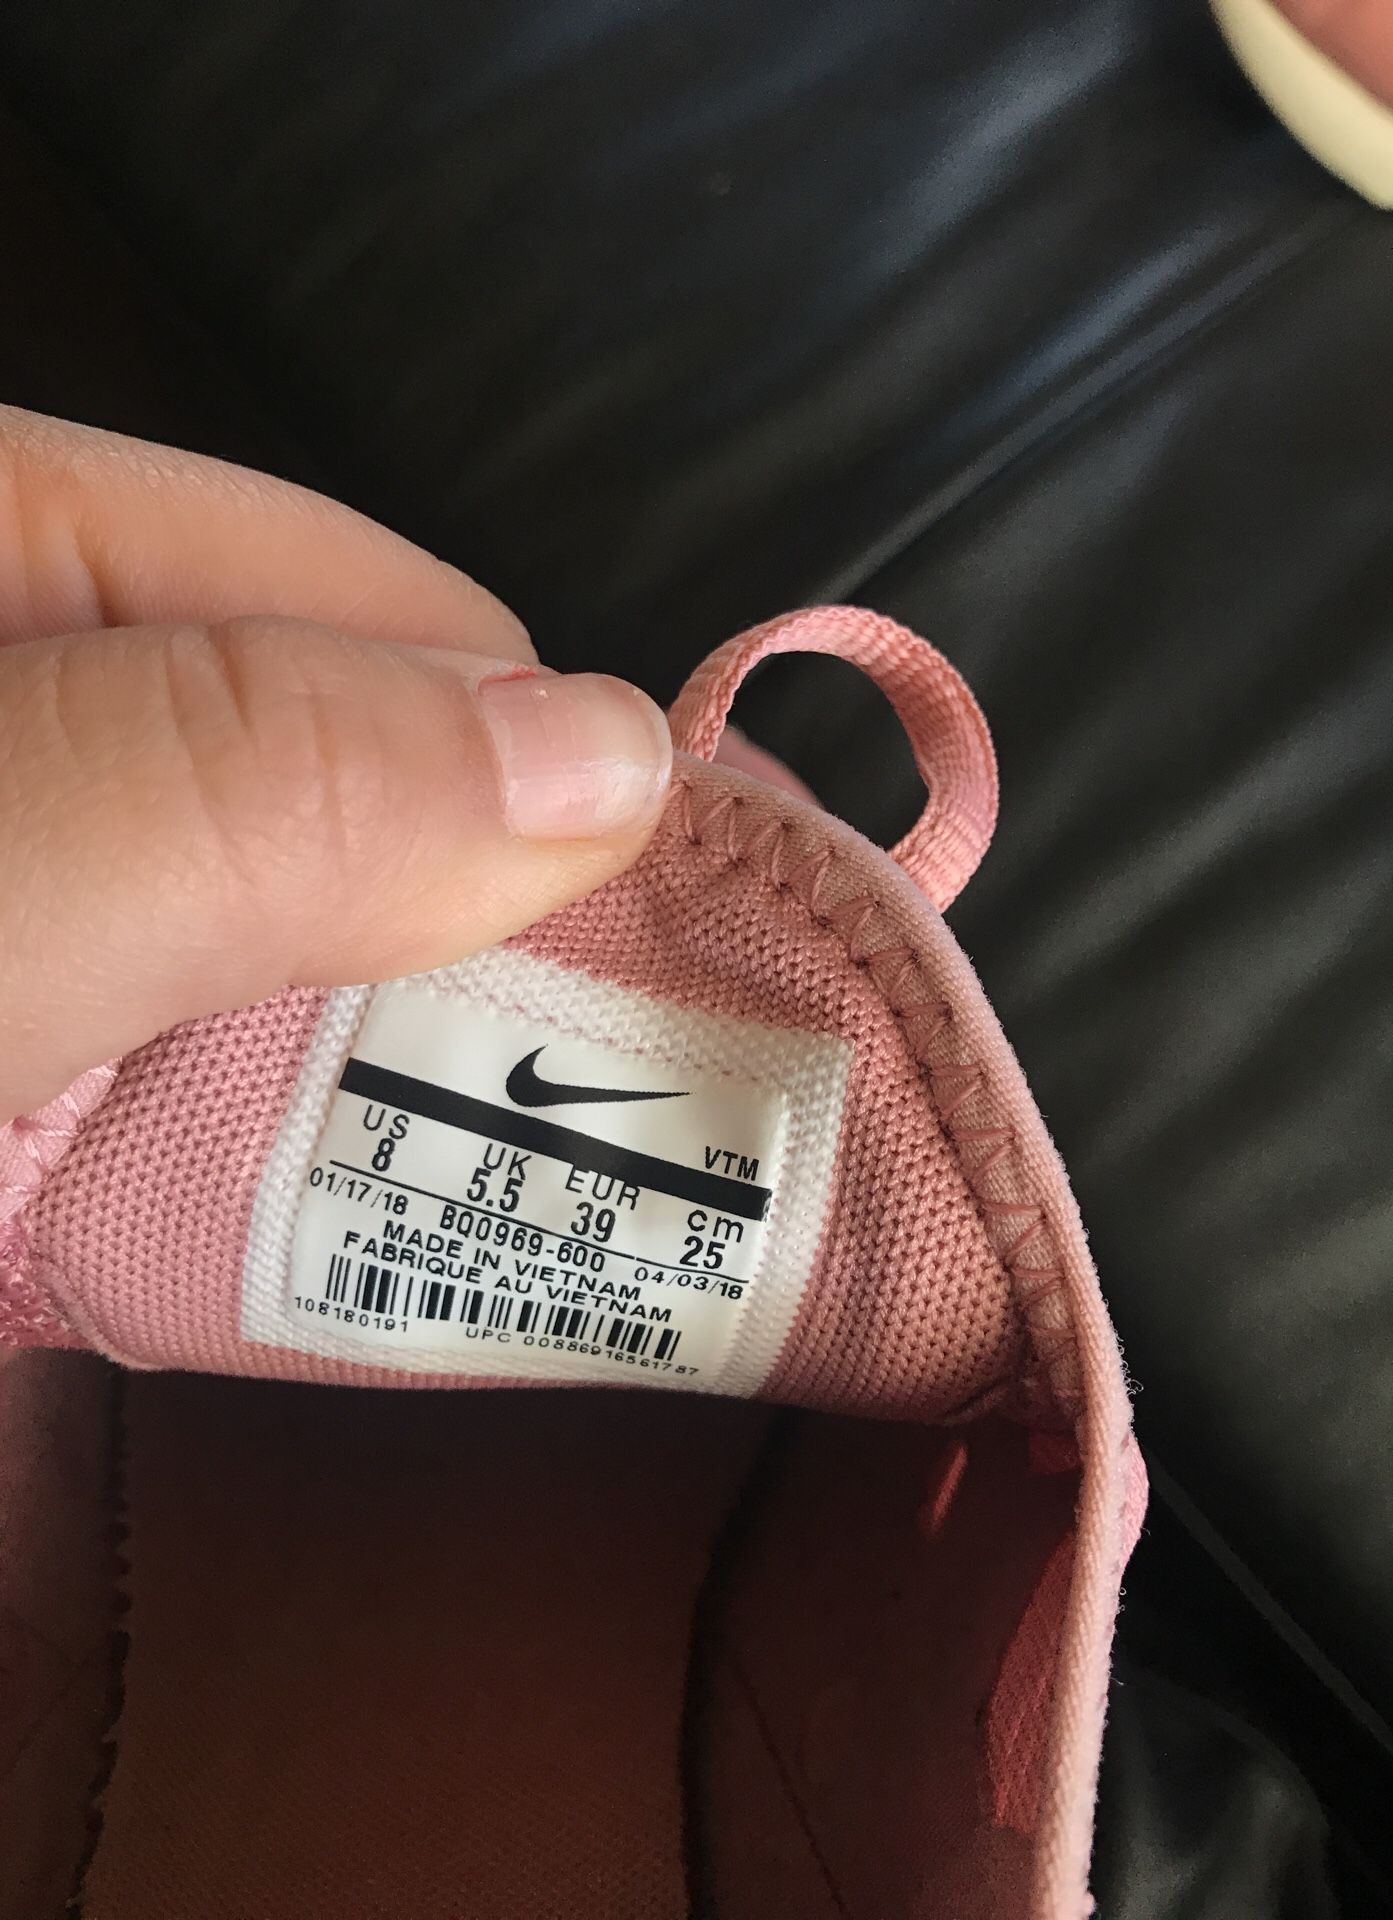 VTM
US UK EUR cm
8 5.5 39 25
01/17/18 BQ0969-600 04/03/18
MADE IN VIETNAM
FABRIQUE AU VIETNAM
108180191 UPC 00886916561787